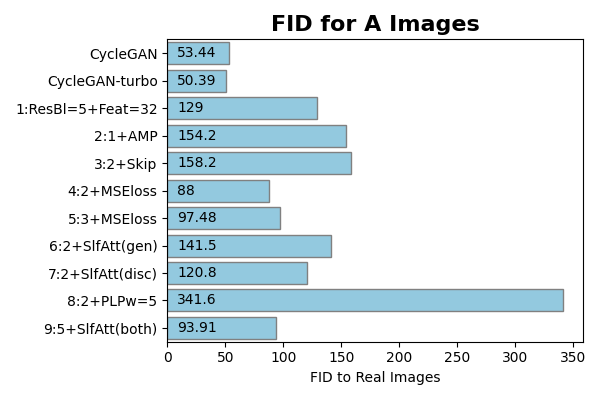 FID for A Images
CycleGAN 53.44
CycleGAN-turbo 50.39
1:ResBl=5+Feat=32 129
2:1+AMP 154.2
3:2+Skip 158.2
4:2+MSEloss 88
5:3+MSEloss 97.48
6:2+SlfAtt(gen) 141.5
7:2+SlfAtt(disc) 120.8
8:2+PLPw=5 341.6
9:5+SlfAtt(both) 93.91
0 50 100 150 200 250 300 350
FID to Real Images